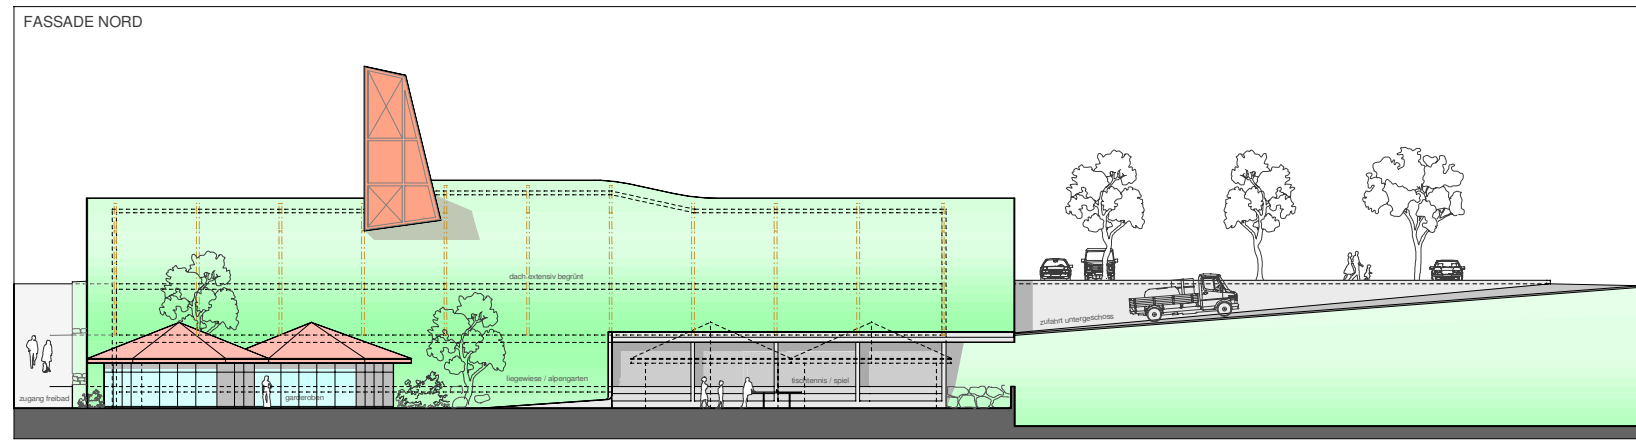 FASSADE NORD
dach extensiv begrünt
zufahrt untergeschoss
liegewiese / alpengarten
tischtennis / spiel
zugang freibad
garderoben